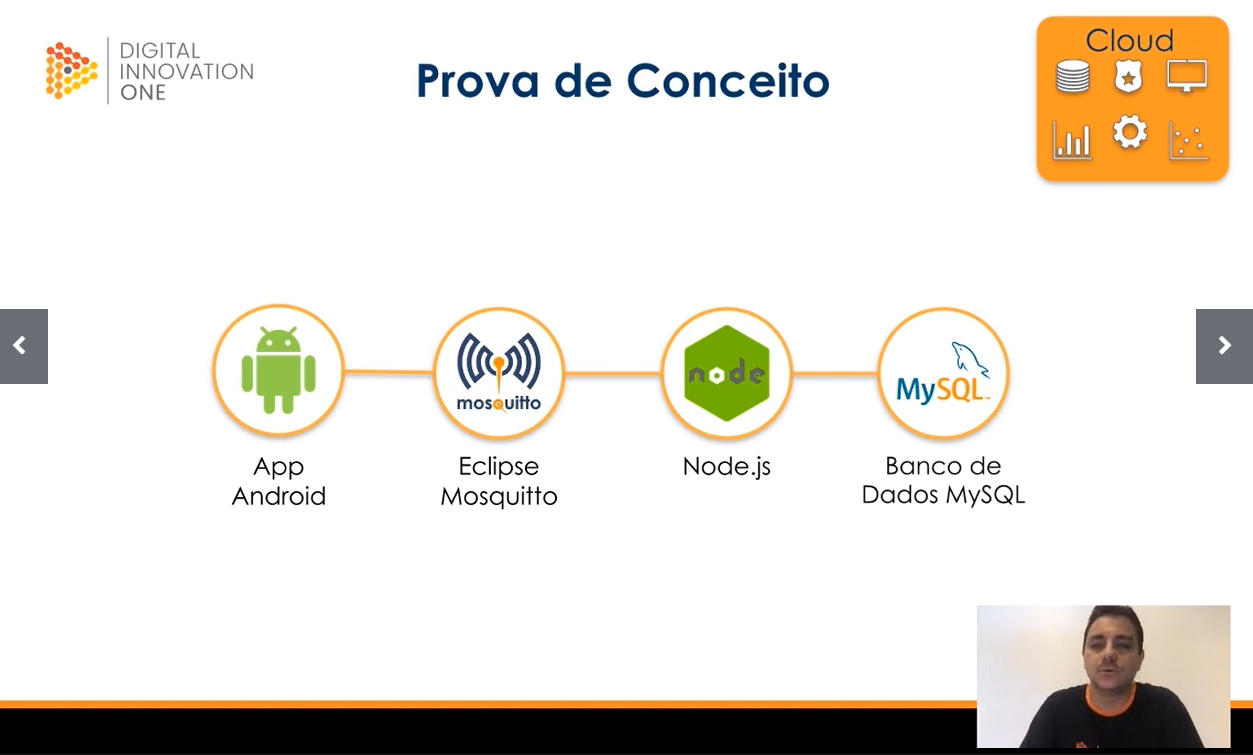 DIGITAL
INNOVATION
ONE
Prova de Conceito
Cloud
mosquitto
node
MySQL™
App
Android
Eclipse
Mosquitto
Node.js
Banco de
Dados MySQL